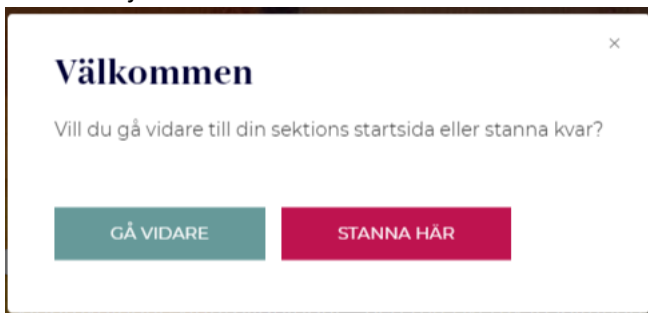 ×
Välkommen
Vill du gå vidare till din sektions startsida eller stanna kvar?
GÅ VIDARE
STANNA HÄR